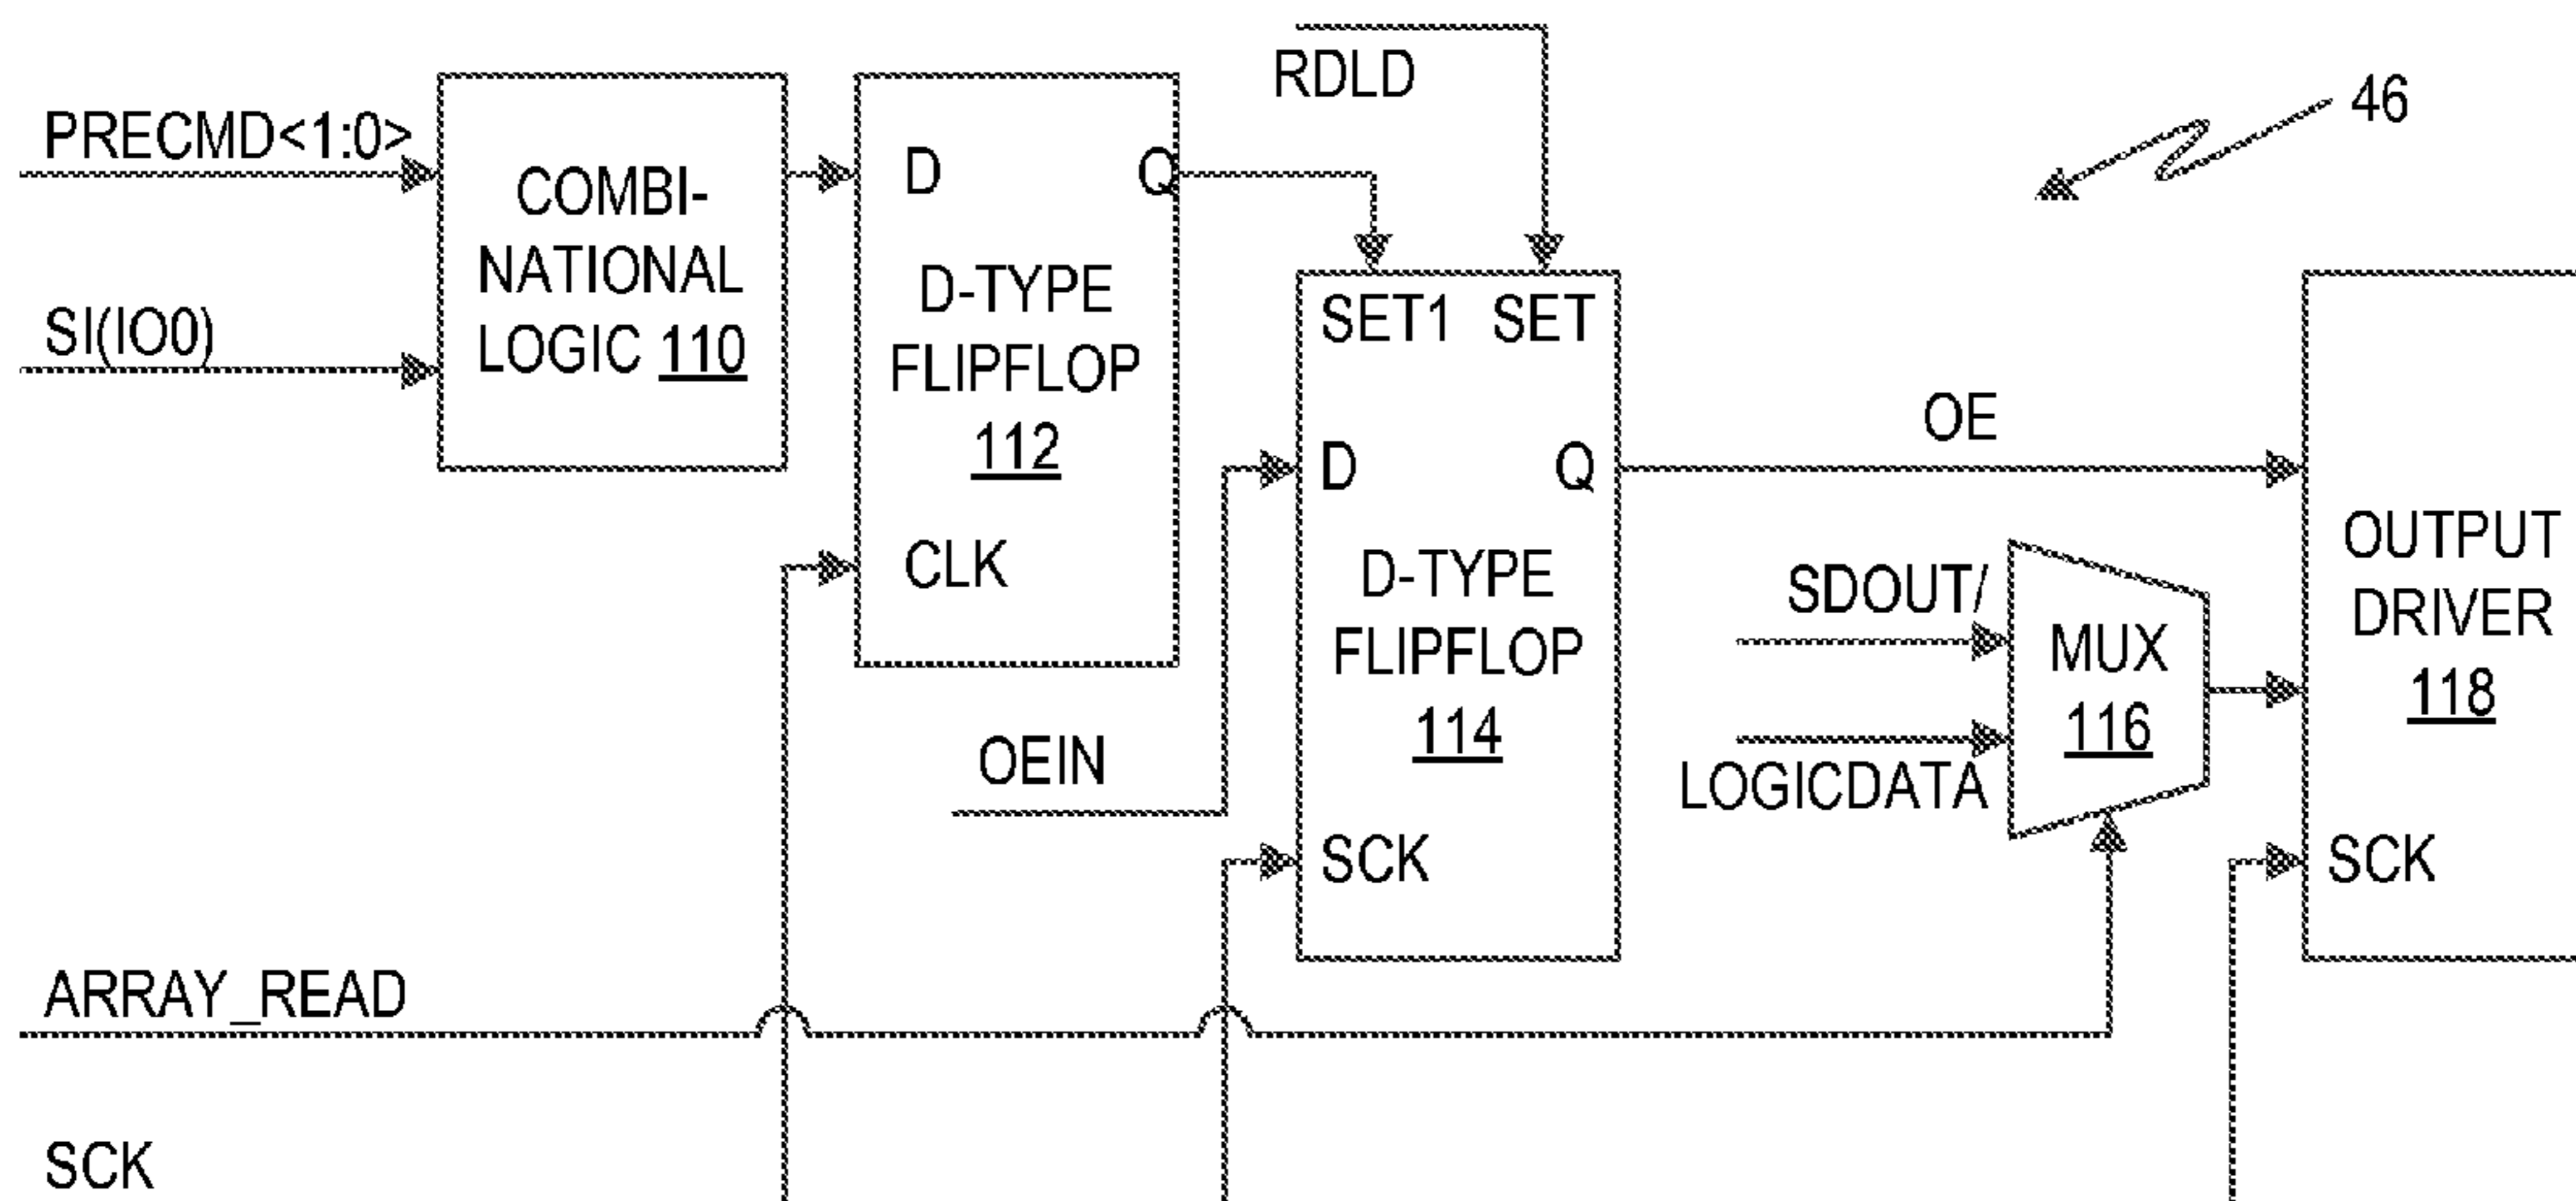 RDLD
46
PRECMD<1:0>
SI(IO0)
COMBI-
NATIONAL
LOGIC 110
D Q
D-TYPE
FLIPFLOP
112
CLK
SET1 SET
D Q
D-TYPE
FLIPFLOP
114
SCK
OEIN
OE
SDOUT/
LOGICDATA
MUX
116
OUTPUT
DRIVER
118
SCK
ARRAY_READ
SCK